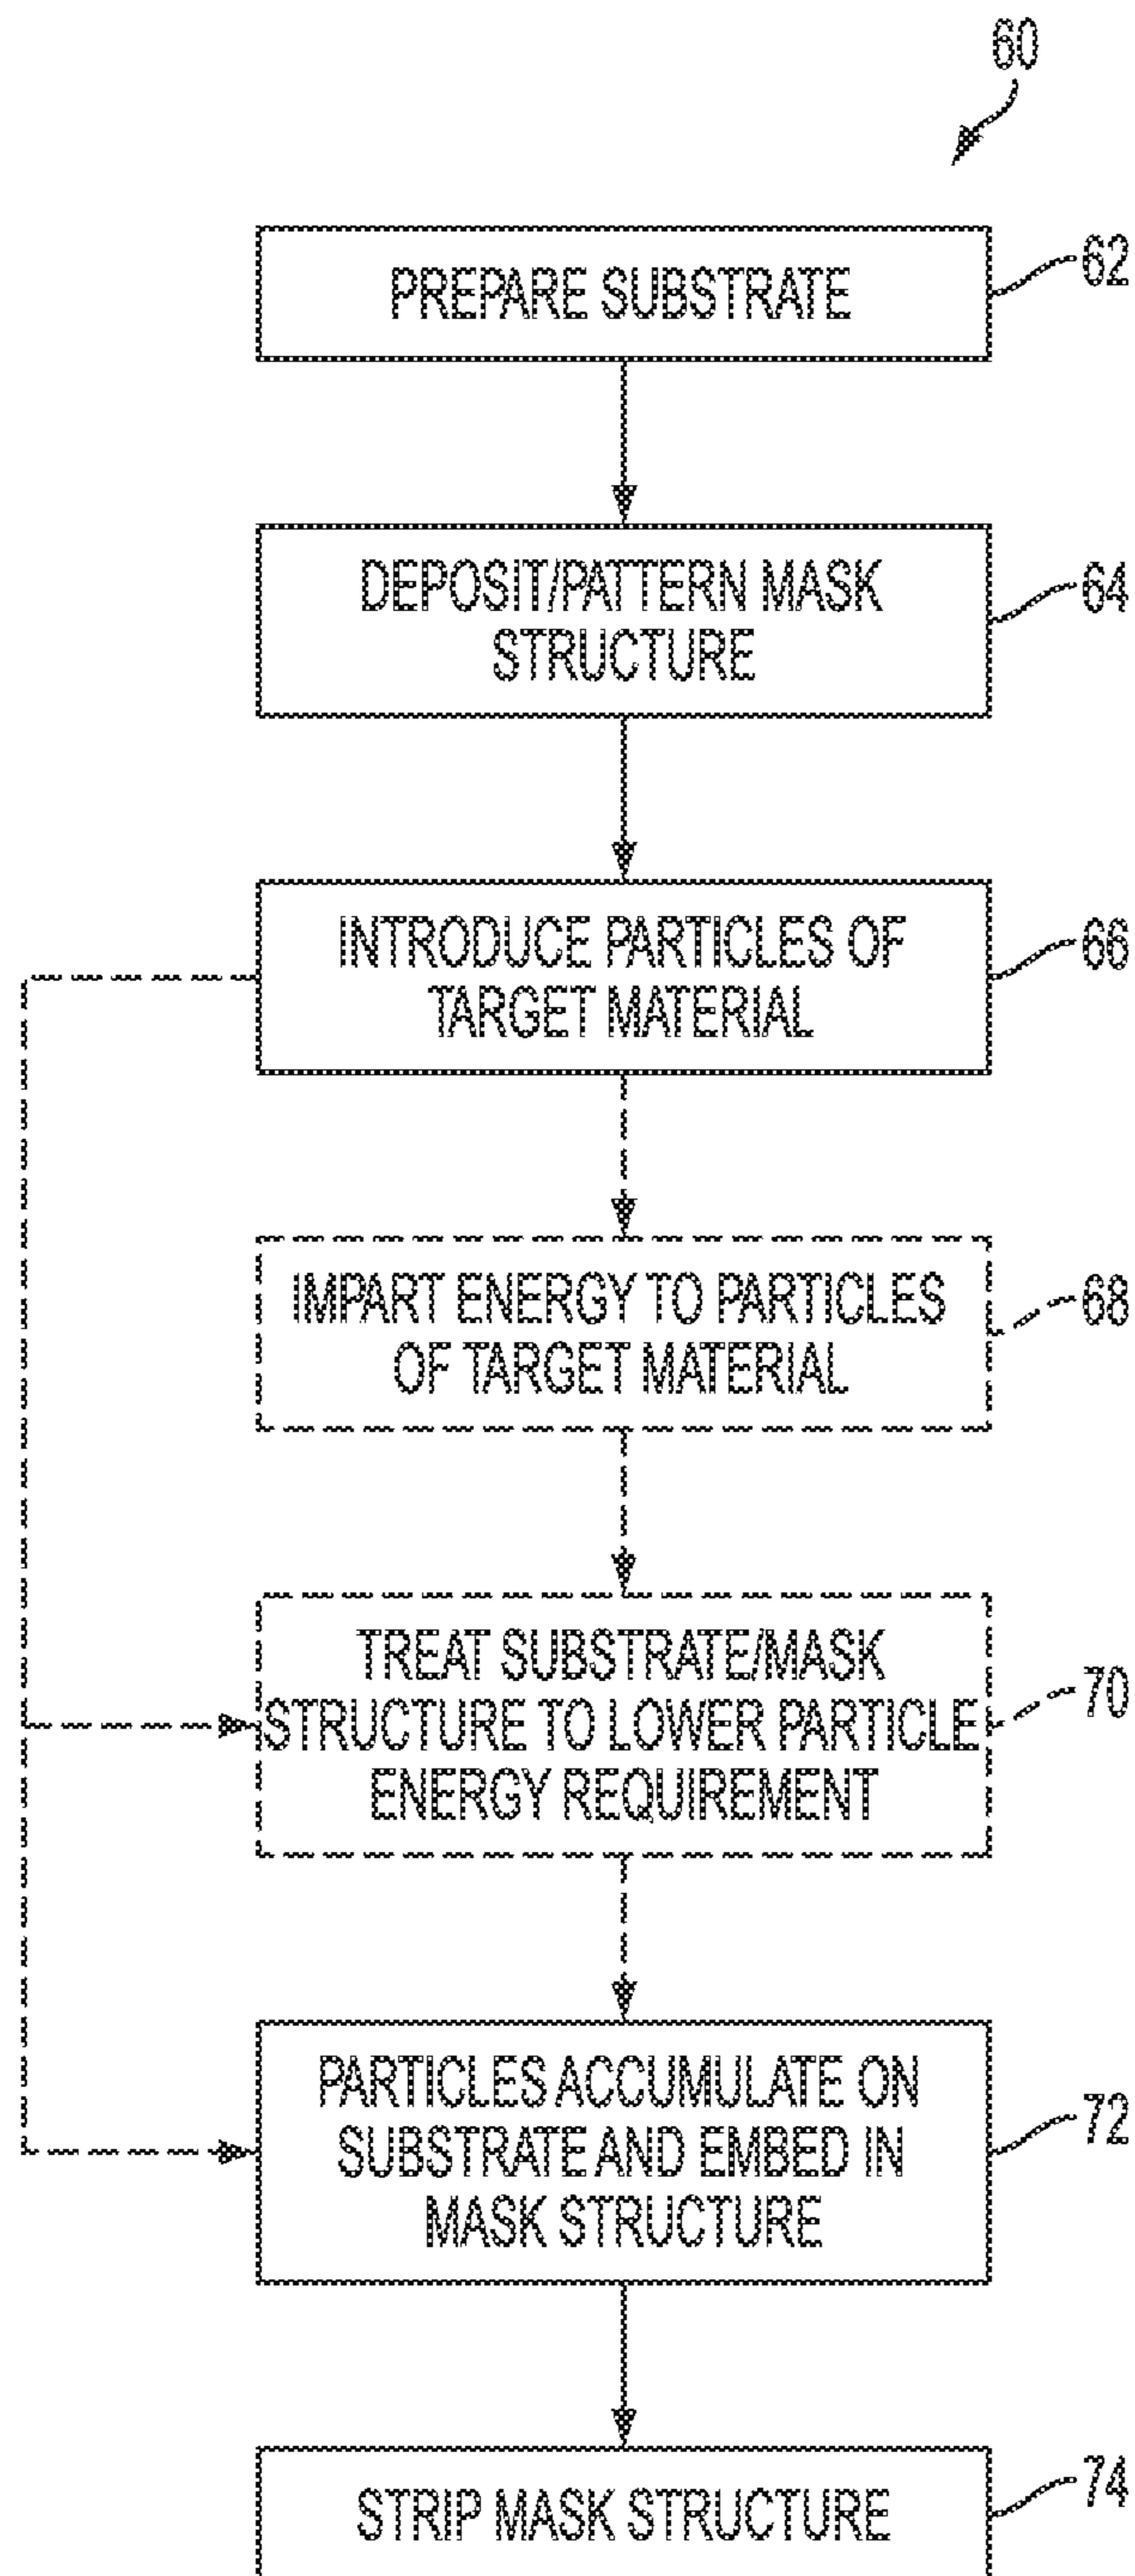 60
PREPARE SUBSTRATE
62
DEPOSIT/PATTERN MASK
STRUCTURE
64
INTRODUCE PARTICLES OF
TARGET MATERIAL
66
IMPART ENERGY TO PARTICLES
OF TARGET MATERIAL
68
TREAT SUBSTRATE/MASK
STRUCTURE TO LOWER PARTICLE
ENERGY REQUIREMENT
70
PARTICLES ACCUMULATE ON
SUBSTRATE AND EMBED IN
MASK STRUCTURE
72
STRIP MASK STRUCTURE
74